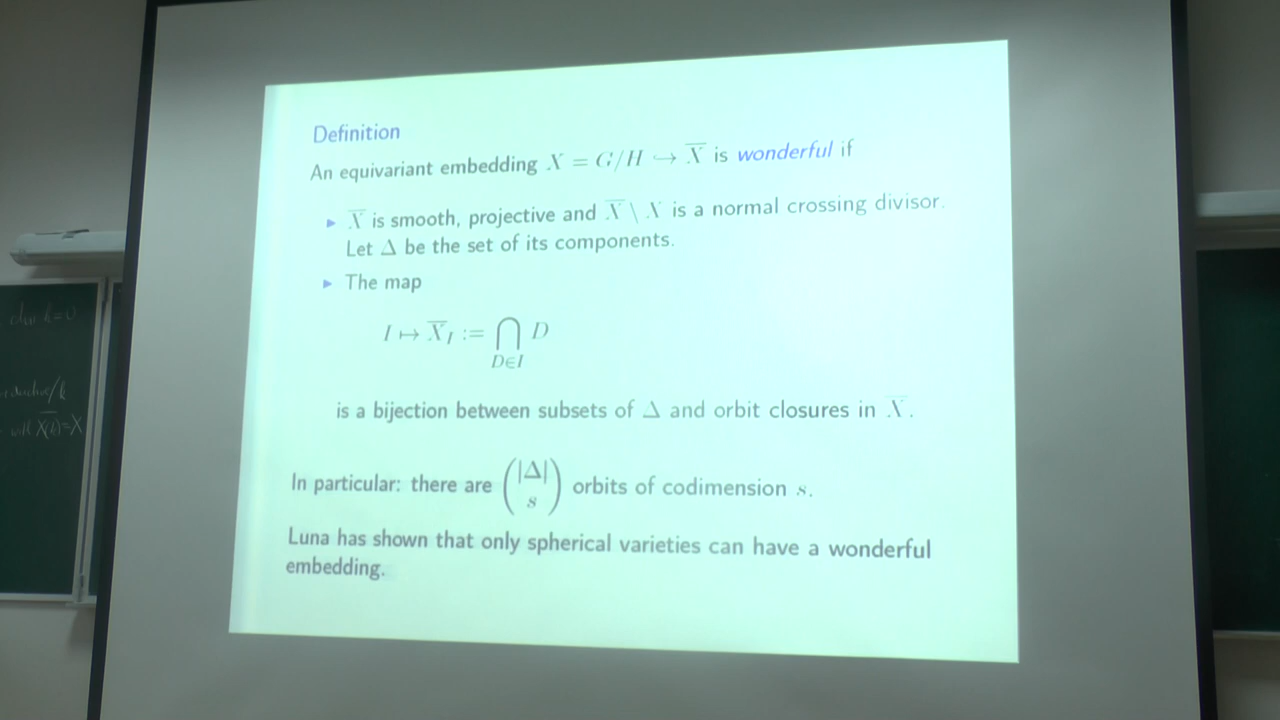 Definition
An equivariant embedding X = G/H ↪ X̅ is wonderful if
▶ X̅ is smooth, projective and X̅ \ X is a normal crossing divisor.
Let Δ be the set of its components.
▶ The map
I ↦ X̅_I := ⋂_{D∈I} D
is a bijection between subsets of Δ and orbit closures in X̅.
In particular: there are (|Δ| s) orbits of codimension s.
Luna has shown that only spherical varieties can have a wonderful
embedding.